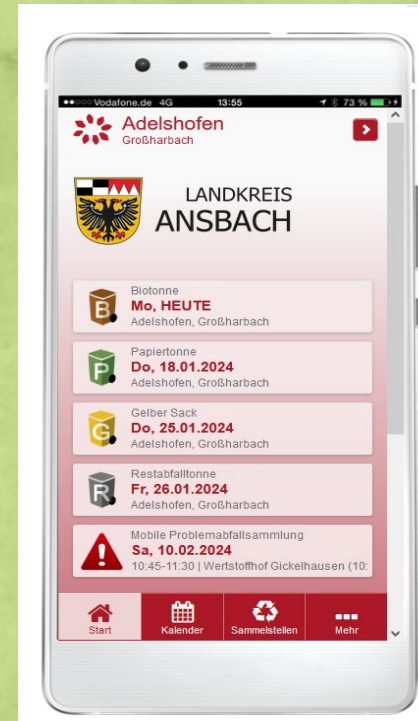 Vodafone.de 4G 13:55 73 %
Adelshofen
Großharbach
LANDKREIS
ANSBACH
B
Biotonne
Mo, HEUTE
Adelshofen, Großharbach
P
Papiertonne
Do, 18.01.2024
Adelshofen, Großharbach
G
Gelber Sack
Do, 25.01.2024
Adelshofen, Großharbach
R
Restabfalltonne
Fr, 26.01.2024
Adelshofen, Großharbach
Mobile Problemabfallsammlung
Sa, 10.02.2024
10:45-11:30 | Wertstoffhof Gickelhausen (10:
Start Kalender Sammelstellen Mehr